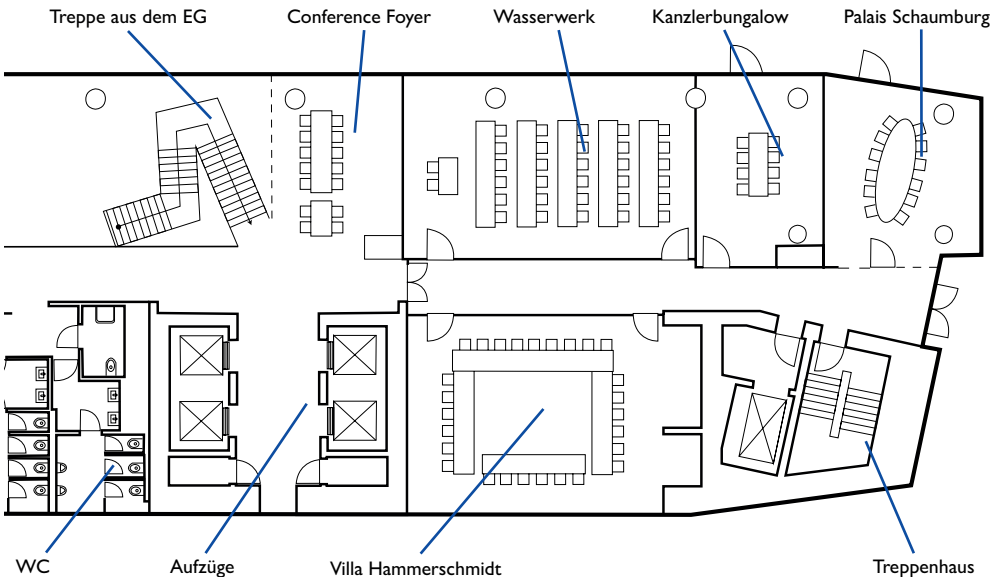 Treppe aus dem EG
Conference Foyer
Wasserwerk
Kanzlerbungalow
Palais Schaumburg
WC
Aufzüge
Villa Hammerschmidt
Treppenhaus